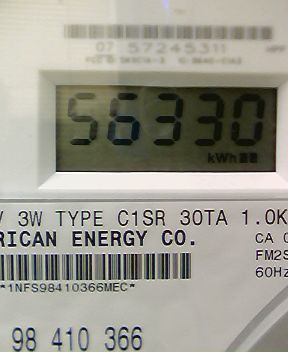 07 57245311
56330
kWh
V 3W TYPE C1SR 30TA 1.0K
RICAN ENERGY CO.
CA 0
FM2S
60Hz
*1NFS98410366MEC*
98 410 366